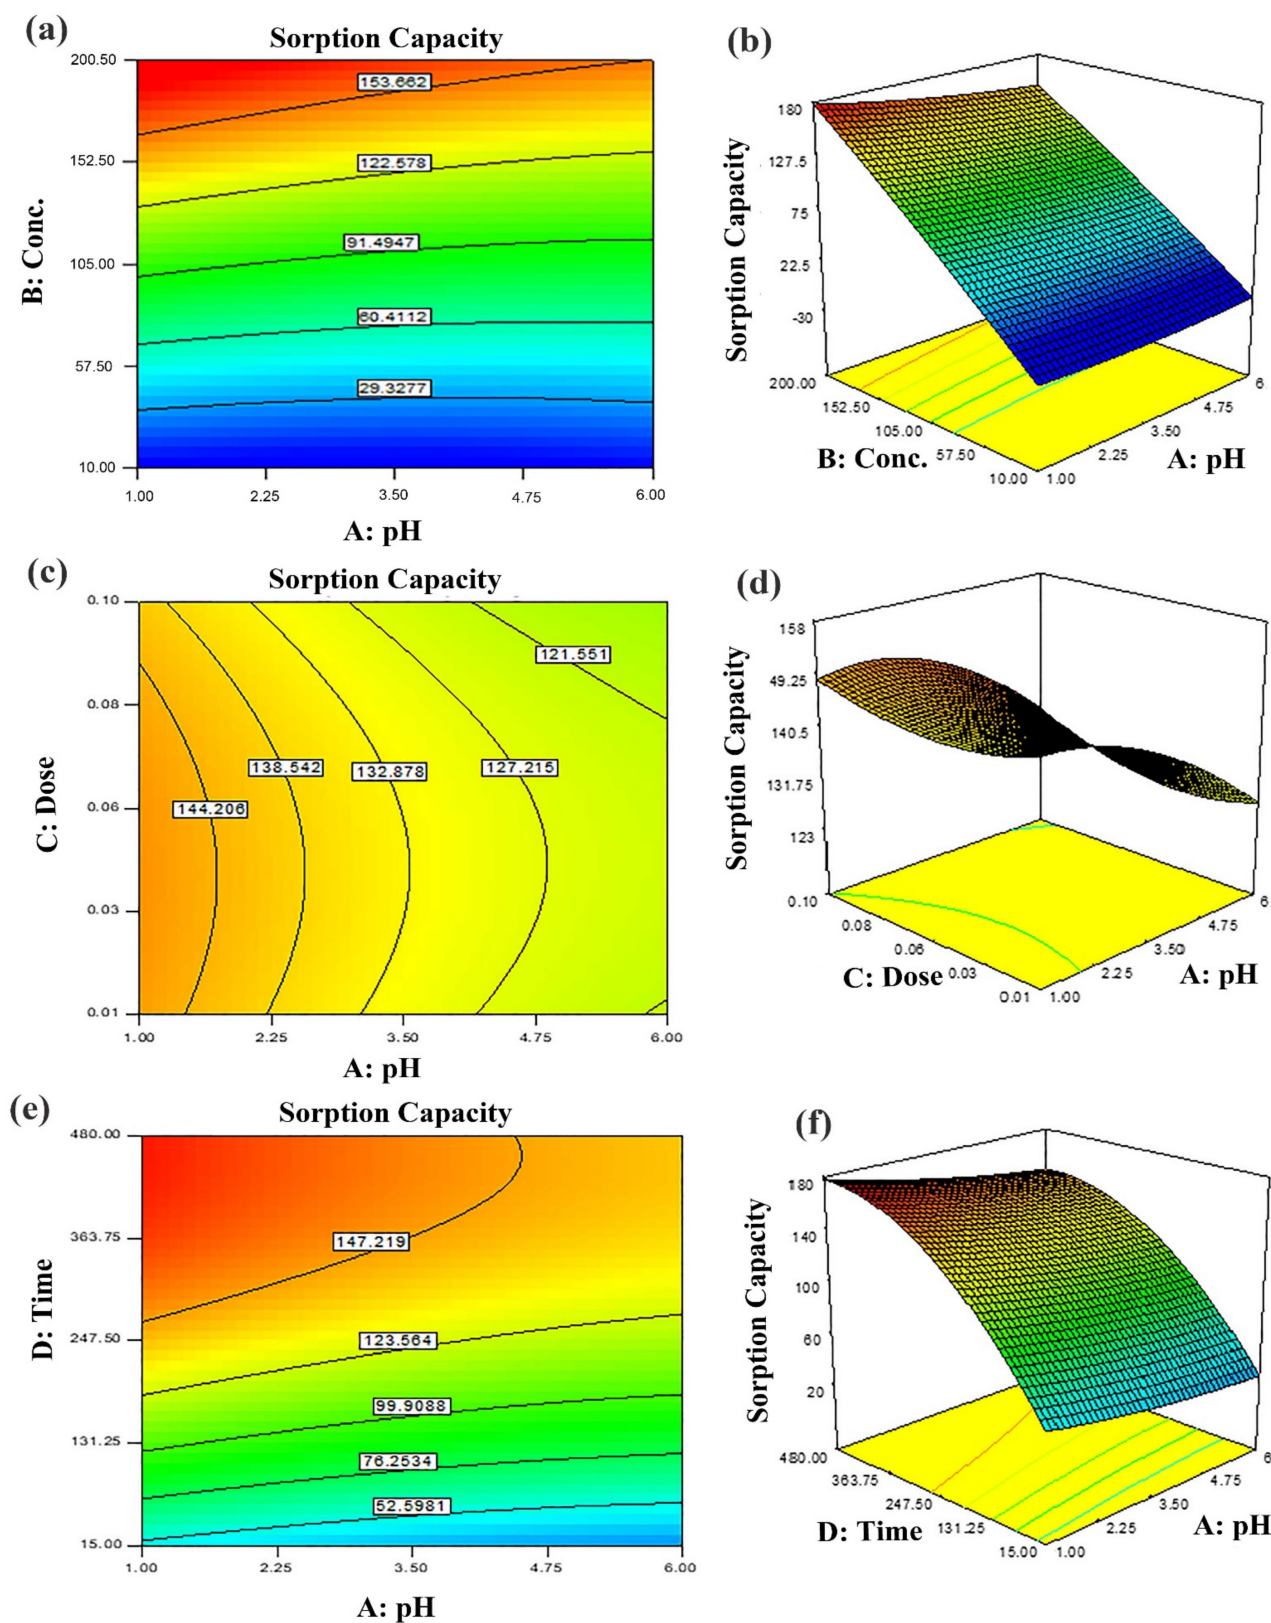 (a)
Sorption Capacity
200.50
152.50
105.00
57.50
10.00
B: Conc.
153.662
122.578
91.4947
60.4112
29.3277
1.00 2.25 3.50 4.75 6.00
A: pH
(b)
Sorption Capacity
180
127.5
75
22.5
-30
200.00
152.50
105.00
57.50
10.00
B: Conc.
1.00
2.25
3.50
4.75
6
A: pH
(c)
Sorption Capacity
0.10
0.08
0.06
0.03
0.01
C: Dose
121.551
138.542
132.878
127.215
144.206
1.00 2.25 3.50 4.75 6.00
A: pH
(d)
Sorption Capacity
158
49.25
140.5
131.75
123
0.10
0.08
0.06
0.03
0.01
C: Dose
1.00
2.25
3.50
4.75
6
A: pH
(e)
Sorption Capacity
480.00
363.75
247.50
131.25
15.00
D: Time
147.219
123.564
99.9088
76.2534
52.5981
1.00 2.25 3.50 4.75 6.00
A: pH
(f)
Sorption Capacity
180
140
100
60
20
480.00
363.75
247.50
131.25
15.00
D: Time
1.00
2.25
3.50
4.75
6
A: pH